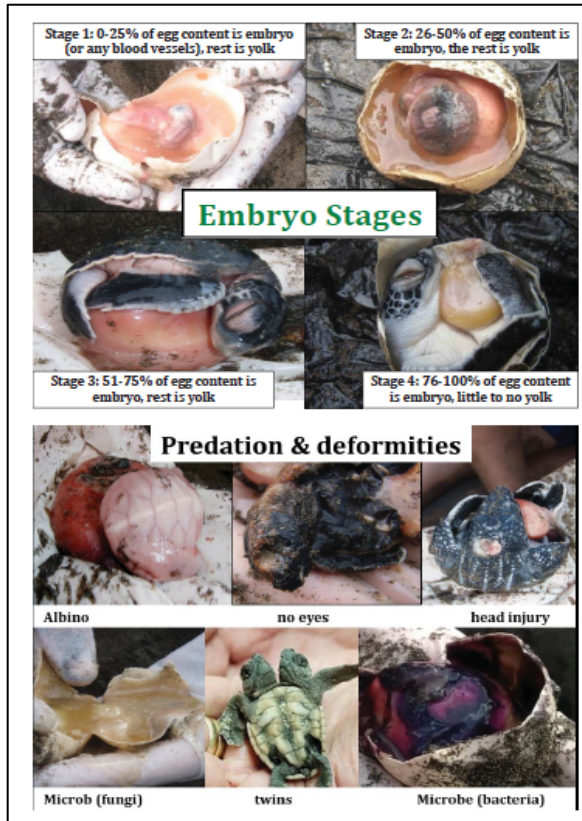 Stage 1: 0-25% of egg content is embryo
(or any blood vessels), rest is yolk
Stage 2: 26-50% of egg content is
embryo, the rest is yolk
Embryo Stages
Stage 3: 51-75% of egg content is
embryo, rest is yolk
Stage 4: 76-100% of egg content
is embryo, little to no yolk
Predation & deformities
Albino
no eyes
head injury
Microb (fungi)
twins
Microbe (bacteria)